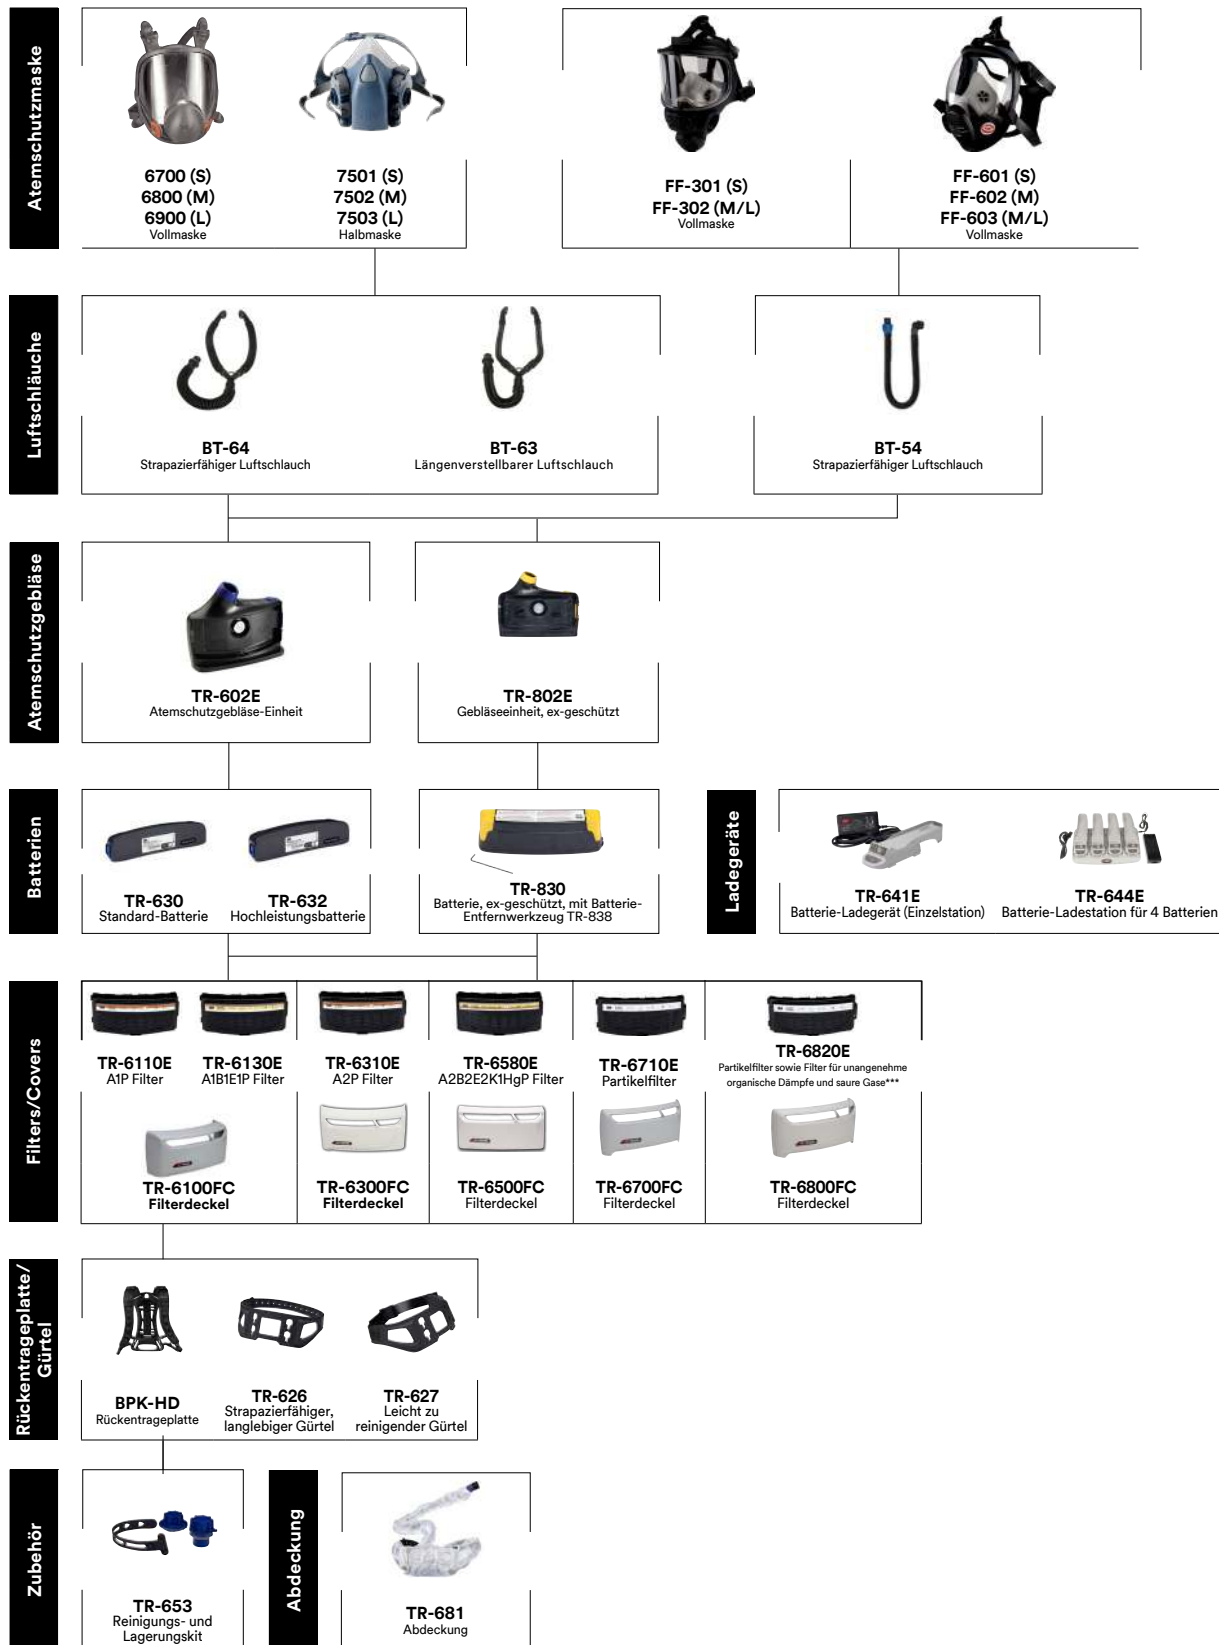 Atemschutzmaske
6700 (S)
6800 (M)
6900 (L)
Vollmaske
7501 (S)
7502 (M)
7503 (L)
Halbmaske
FF-301 (S)
FF-302 (M/L)
Vollmaske
FF-601 (S)
FF-602 (M)
FF-603 (M/L)
Vollmaske
Luftschläuche
BT-64
Strapazierfähiger Luftschlauch
BT-63
Längenverstellbarer Luftschlauch
BT-54
Strapazierfähiger Luftschlauch
Atemschutzgebläse
TR-602E
Atemschutzgebläse-Einheit
TR-802E
Gebläseeinheit, ex-geschützt
Batterien
TR-630
Standard-Batterie
TR-632
Hochleistungsbatterie
TR-830
Batterie, ex-geschützt, mit Batterie-
Entfernwerkzeug TR-838
Ladegeräte
TR-641E
Batterie-Ladegerät (Einzelstation)
TR-644E
Batterie-Ladestation für 4 Batterien
Filters/Covers
TR-6110E
A1P Filter
TR-6130E
A1B1E1P Filter
TR-6310E
A2P Filter
TR-6580E
A2B2E2K1HgP Filter
TR-6710E
Partikelfilter
TR-6820E
Partikelfilter sowie Filter für unangenehme
organische Dämpfe und saure Gase***
TR-6100FC
Filterdeckel
TR-6300FC
Filterdeckel
TR-6500FC
Filterdeckel
TR-6700FC
Filterdeckel
TR-6800FC
Filterdeckel
Rückentrageplatte/
Gürtel
BPK-HD
Rückentrageplatte
TR-626
Strapazierfähiger,
langlebiger Gürtel
TR-627
Leicht zu
reinigender Gürtel
Zubehör
TR-653
Reinigungs- und
Lagerungskit
Abdeckung
TR-681
Abdeckung